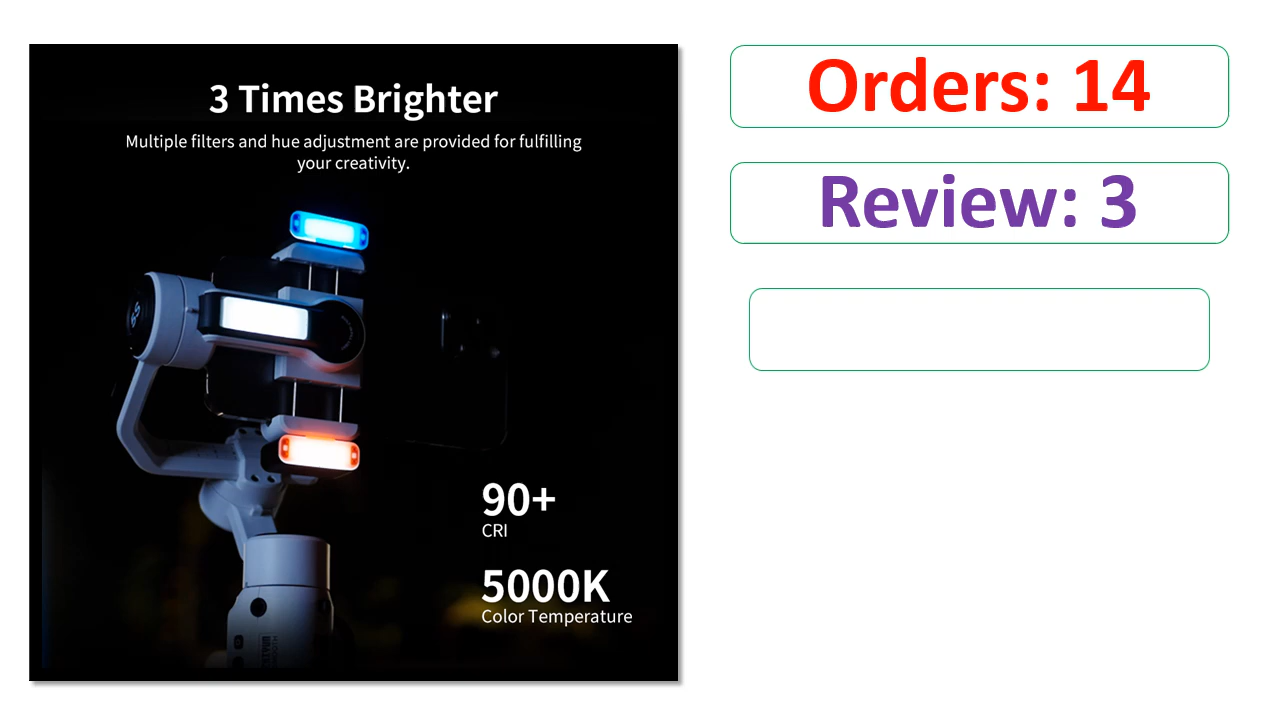 3 Times Brighter
Multiple filters and hue adjustment are provided for fulfilling
your creativity.
90+
CRI
5000K
Color Temperature
Orders: 14
Review: 3